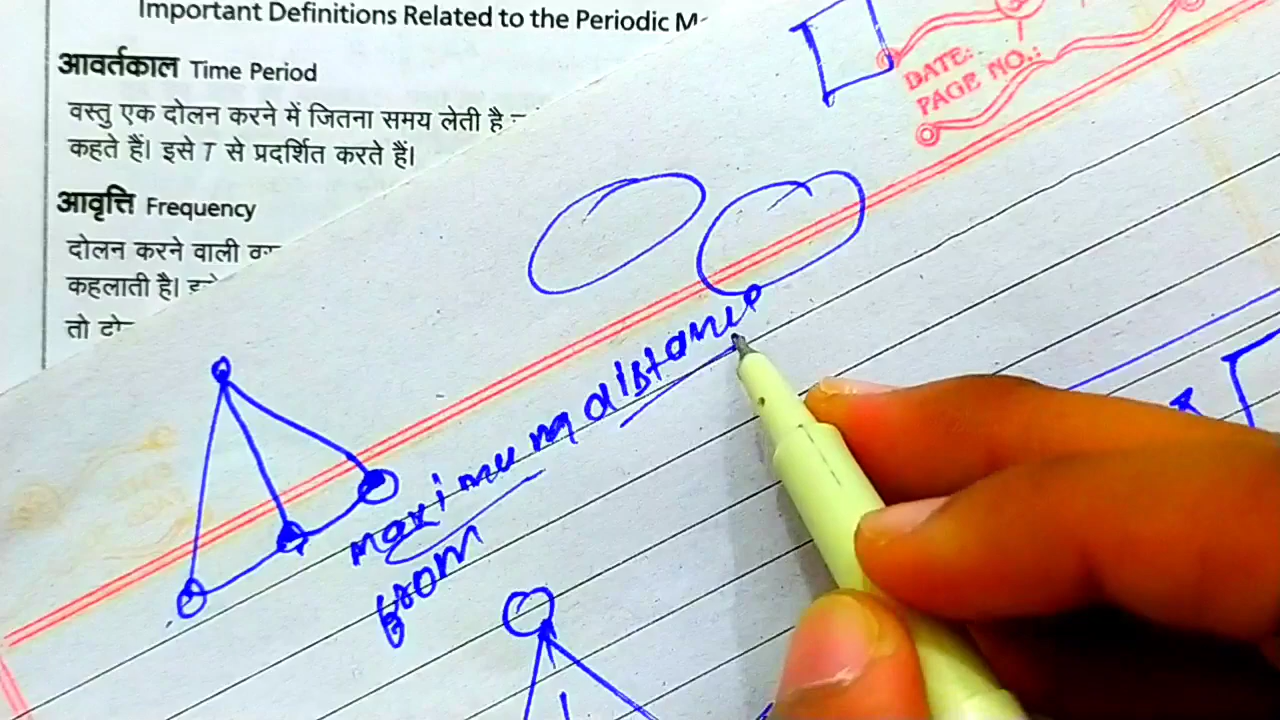 Important Definitions Related to the Periodic M
आवर्तकाल Time Period
वस्तु एक दोलन करने में जितना समय लेती है
कहते हैं। इसे T से प्रदर्शित करते हैं।
आवृत्ति Frequency
दोलन करने वाली
कहलाती है।
तो
DATE:
PAGE NO.:
maximum distance
from